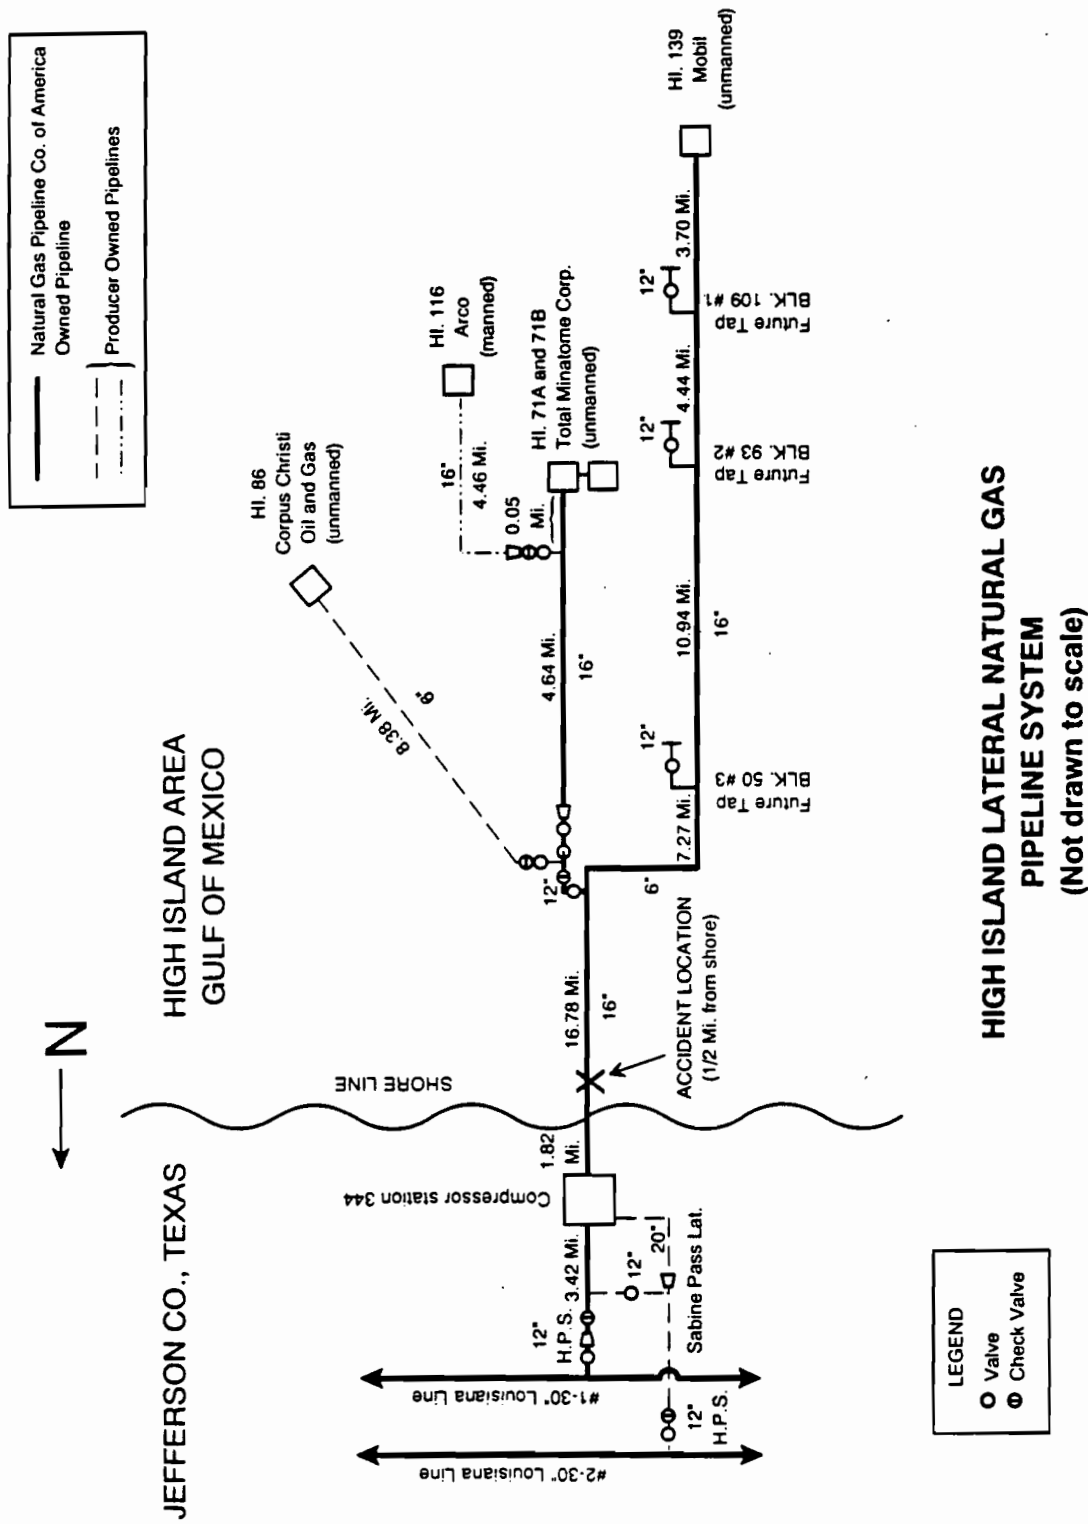 Natural Gas Pipeline Co. of America
Owned Pipeline
Producer Owned Pipelines
JEFFERSON CO., TEXAS
N
HIGH ISLAND AREA
GULF OF MEXICO
SHORE LINE
HI. 86
Corpus Christi
Oil and Gas
(unmanned)
8.38 Mi.
6"
HI. 116
Arco
(manned)
16"
4.46 Mi.
0.05
Mi.
HI. 71A and 71B
Total Minatome Corp.
(unmanned)
4.64 Mi.
16"
12"
HI. 139
Mobil
(unmanned)
3.70 Mi.
12"
Future Tap
BLK. 109 #1
4.44 Mi.
12"
Future Tap
BLK. 93 #2
10.94 Mi.
16"
12"
Future Tap
BLK. 50 #3
7.27 Mi.
6"
16.78 Mi.
16"
ACCIDENT LOCATION
(1/2 Mi. from shore)
1.82
Mi.
Compressor station 344
3.42 Mi.
12"
H.P.S.
12"
20"
Sabine Pass Lat.
#1-30" Louisiana Line
12"
H.P.S.
#2-30" Louisiana Line
LEGEND
Valve
Check Valve
HIGH ISLAND LATERAL NATURAL GAS
PIPELINE SYSTEM
(Not drawn to scale)